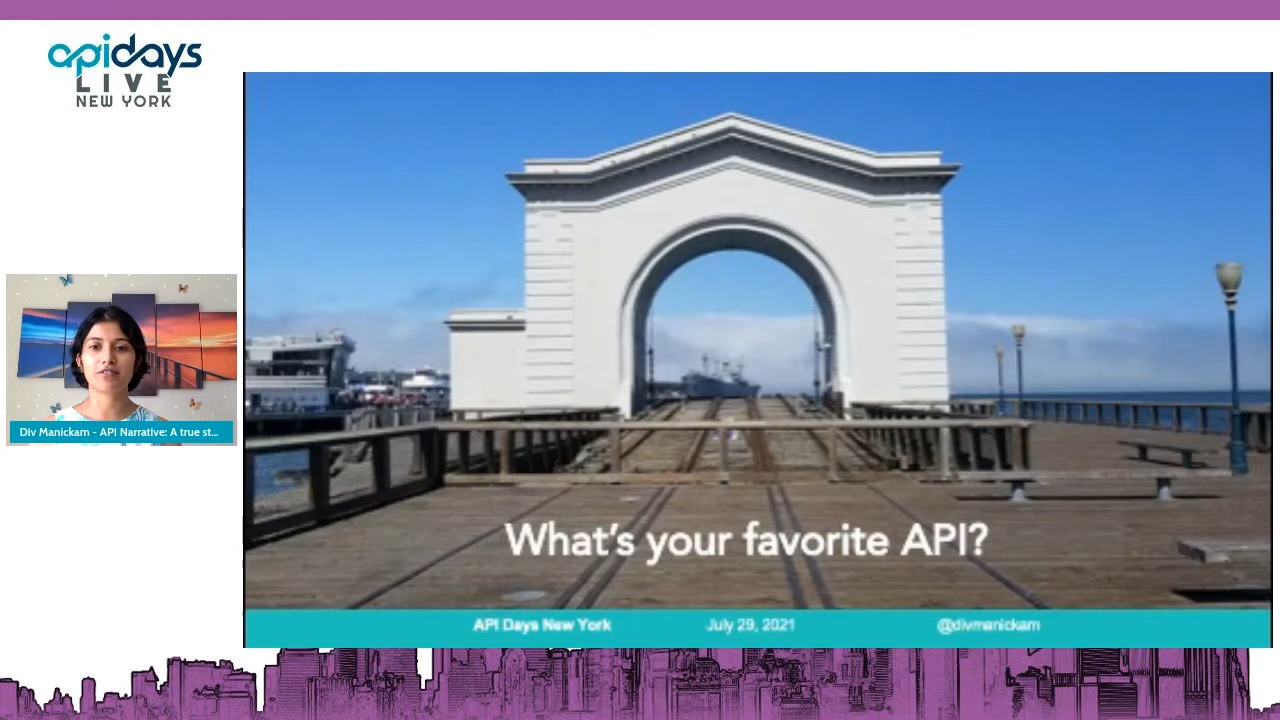 apidays
LIVE
NEW YORK
Div Manickam - API Narrative: A true st...
What's your favorite API?
API Days New York
July 29, 2021
@divmanickam